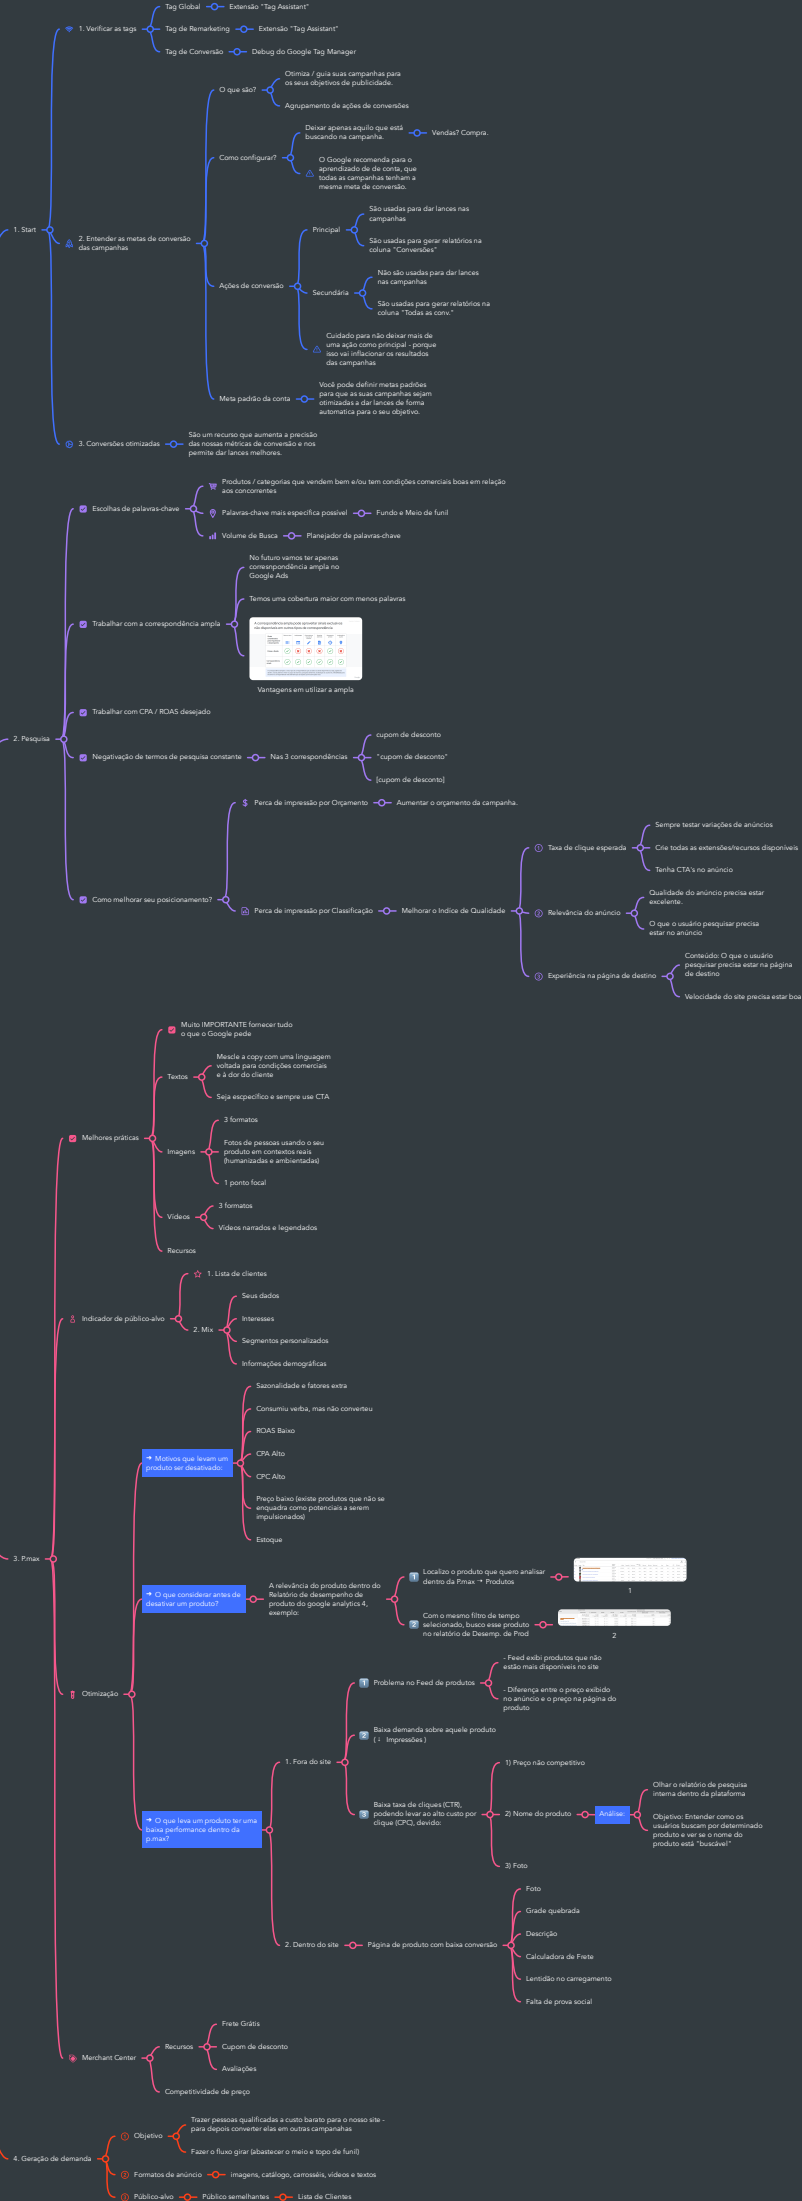 Tag Global
Extensão "Tag Assistant"
1. Verificar as tags
Tag de Remarketing
Extensão "Tag Assistant"
Tag de Conversão
Debug do Google Tag Manager
Otimiza / guia suas campanhas para
os seus objetivos de publicidade.
O que são?
Agrupamento de ações de conversões
Deixar apenas aquilo que está
buscando na campanha.
Vendas? Compra.
Como configurar?
O Google recomenda para o
aprendizado de de conta, que
todas as campanhas tenham a
mesma meta de conversão.
São usadas para dar lances nas
campanhas
1. Start
Principal
2. Entender as metas de conversão
das campanhas
São usadas para gerar relatórios na
coluna "Conversões"
Ações de conversão
Não são usadas para dar lances
nas campanhas
Secundária
São usadas para gerar relatórios na
coluna "Todas as conv."
Cuidado para não deixar mais de
uma ação como principal - porque
isso vai inflacionar os resultados
das campanhas
Meta padrão da conta
Você pode definir metas padrões
para que as suas campanhas sejam
otimizadas a dar lances de forma
automatica para o seu objetivo.
3. Conversões otimizadas
São um recurso que aumenta a precisão
das nossas métricas de conversão e nos
permite dar lances melhores.
Produtos / categorias que vendem bem e/ou tem condições comerciais boas em relação
aos concorrentes
Escolhas de palavras-chave
Palavras-chave mais específica possível
Fundo e Meio de funil
Volume de Busca
Planejador de palavras-chave
No futuro vamos ter apenas
corresnpondência ampla no
Google Ads
Temos uma cobertura maior com menos palavras
Trabalhar com a correspondência ampla
Vantagens em utilizar a ampla
Trabalhar com CPA / ROAS desejado
2. Pesquisa
cupom de desconto
Negativação de termos de pesquisa constante
Nas 3 correspondências
"cupom de desconto"
[cupom de desconto]
Perca de impressão por Orçamento
Aumentar o orçamento da campanha.
Sempre testar variações de anúncios
Taxa de clique esperada
Crie todas as extensões/recursos disponíveis
Tenha CTA's no anúncio
Como melhorar seu posicionamento?
Qualidade do anúncio precisa estar
excelente.
Perca de impressão por Classificação
Melhorar o Indíce de Qualidade
Relevância do anúncio
O que o usuário pesquisar precisa
estar no anúncio
Conteúdo: O que o usuário
pesquisar precisa estar na página
de destino
Experiência na página de destino
Velocidade do site precisa estar boa
Muito IMPORTANTE fornecer tudo
o que o Google pede
Mescle a copy com uma linguagem
voltada para condições comerciais
e à dor do cliente
Textos
Seja escpecífico e sempre use CTA
3 formatos
Melhores práticas
Imagens
Fotos de pessoas usando o seu
produto em contextos reais
(humanizadas e ambientadas)
1 ponto focal
3 formatos
Vídeos
Vídeos narrados e legendados
Recursos
1. Lista de clientes
Seus dados
Indicador de público-alvo
Interesses
2. Mix
Segmentos personalizados
Informações demográficas
Sazonalidade e fatores extra
Consumiu verba, mas não converteu
ROAS Baixo
➜ Motivos que levam um
produto ser desativado:
CPA Alto
CPC Alto
Preço baixo (existe produtos que não se
enquadra como potenciais a serem
impulsionados)
Estoque
3. P.max
1 Localizo o produto que quero analisar
dentro da P.max → Produtos
1
➜ O que considerar antes de
desativar um produto?
A relevância do produto dentro do
Relatório de desempenho de
produto do google analytics 4,
exemplo:
2 Com o mesmo filtro de tempo
selecionado, busco esse produto
no relatório de Desemp. de Prod
2
Otimização
- Feed exibi produtos que não
estão mais disponíveis no site
1 Problema no Feed de produtos
- Diferença entre o preço exibido
no anúncio e o preço na página do
produto
2 Baixa demanda sobre aquele produto
( ↓ Impressões )
1. Fora do site
1) Preço não competitivo
Olhar o relatório de pesquisa
interna dentro da plataforma
3 Baixa taxa de cliques (CTR),
podendo levar ao alto custo por
clique (CPC), devido:
2) Nome do produto
Análise:
Objetivo: Entender como os
usuários buscam por determinado
produto e ver se o nome do
produto está "buscável"
3) Foto
➜ O que leva um produto ter uma
baixa performance dentro da
p.max?
Foto
Grade quebrada
Descrição
2. Dentro do site
Página de produto com baixa conversão
Calculadora de Frete
Lentidão no carregamento
Falta de prova social
Frete Grátis
Recursos
Cupom de desconto
Merchant Center
Avaliações
Competitividade de preço
Trazer pessoas qualificadas a custo barato para o nosso site -
para depois converter elas em outras campanahas
Objetivo
Fazer o fluxo girar (abastecer o meio e topo de funil)
4. Geração de demanda
Formatos de anúncio
imagens, catálogo, carrosséis, vídeos e textos
Público-alvo
Público semelhantes
Lista de Clientes